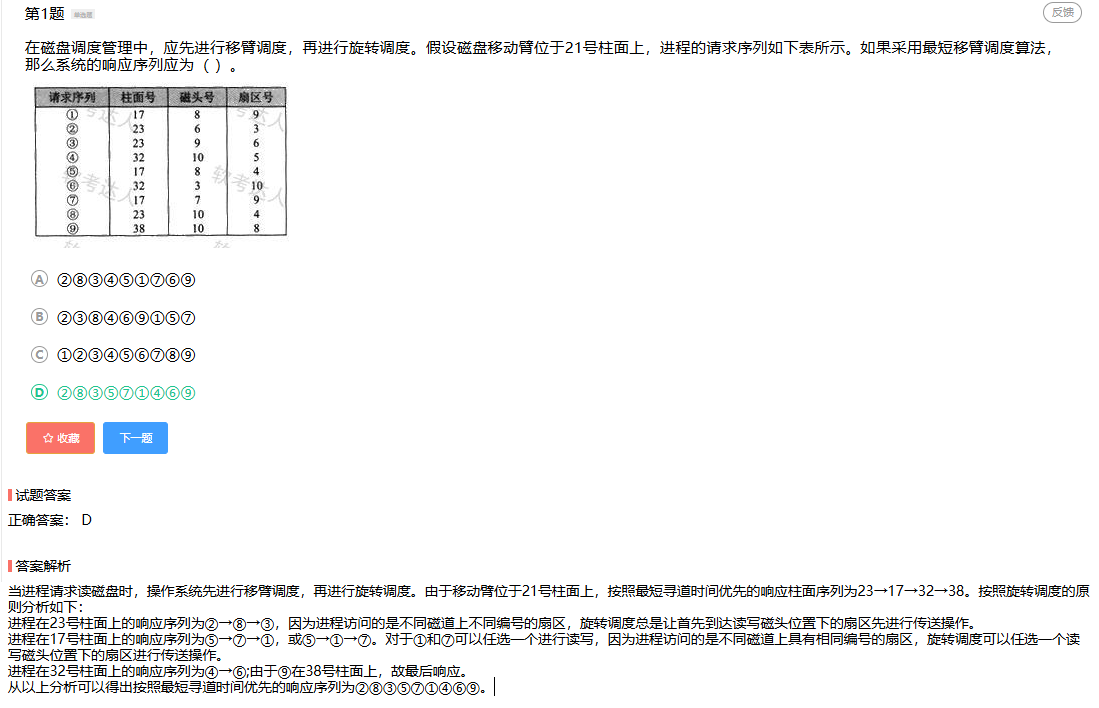 第1题 单选题
反馈
在磁盘调度管理中，应先进行移臂调度，再进行旋转调度。假设磁盘移动臂位于21号柱面上，进程的请求序列如下表所示。如果采用最短移臂调度算法，
那么系统的响应序列应为（ ）。
请求序列 柱面号 磁头号 扇区号
① 17 8 9
② 23 6 3
③ 23 9 6
④ 32 10 5
⑤ 17 8 4
⑥ 32 3 10
⑦ 17 7 9
⑧ 23 10 4
⑨ 38 10 8
软考达人
A ②⑧③④⑤①⑦⑥⑨
B ②③⑧④⑥⑨①⑤⑦
C ①②③④⑤⑥⑦⑧⑨
D ②⑧③⑤⑦①④⑥⑨
收藏 下一题
试题答案
正确答案： D
答案解析
当进程请求读磁盘时，操作系统先进行移臂调度，再进行旋转调度。由于移动臂位于21号柱面上，按照最短寻道时间优先的响应柱面序列为23→17→32→38。按照旋转调度的原
则分析如下：
进程在23号柱面上的响应序列为②→⑧→③，因为进程访问的是不同磁道上不同编号的扇区，旋转调度总是让首先到达读写磁头位置下的扇区先进行传送操作。
进程在17号柱面上的响应序列为⑤→⑦→①，或⑤→①→⑦。对于①和⑦可以任选一个进行读写，因为进程访问的是不同磁道上具有相同编号的扇区，旋转调度可以任选一个读
写磁头位置下的扇区进行传送操作。
进程在32号柱面上的响应序列为④→⑥;由于⑨在38号柱面上，故最后响应。
从以上分析可以得出按照最短寻道时间优先的响应序列为②⑧③⑤⑦①④⑥⑨。